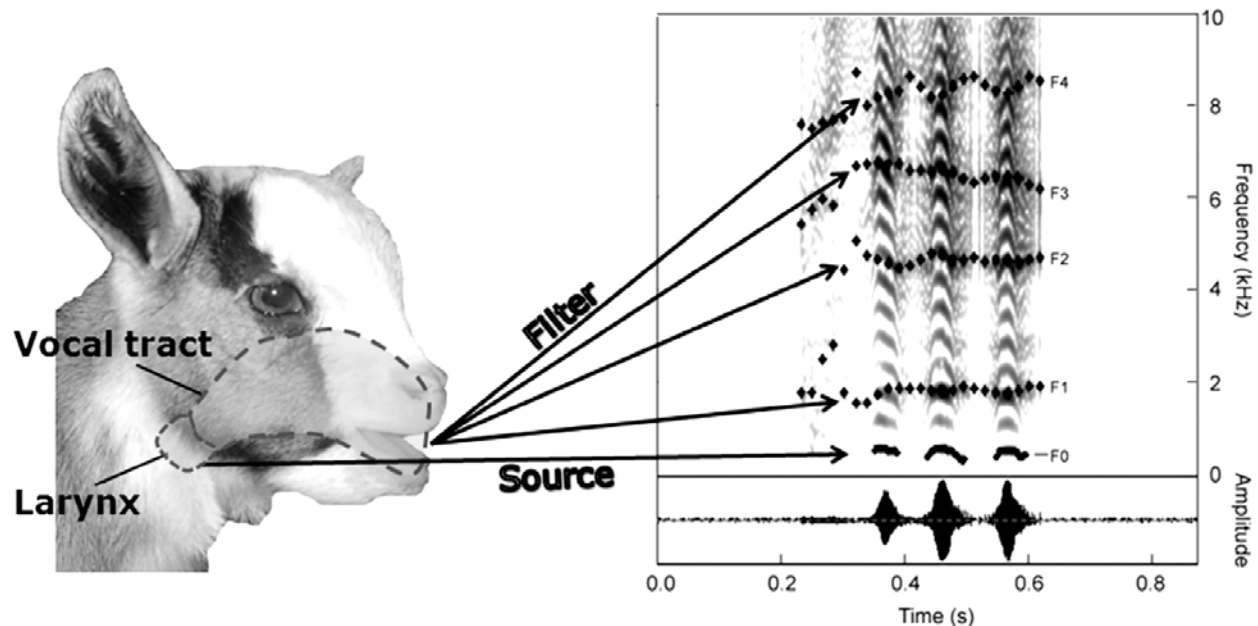 Vocal tract
Larynx
Filter
Source
10
8
6
4
2
0
F4
F3
F2
F1
F0
Frequency (kHz)
Amplitude
0.0 0.2 0.4 0.6 0.8
Time (s)